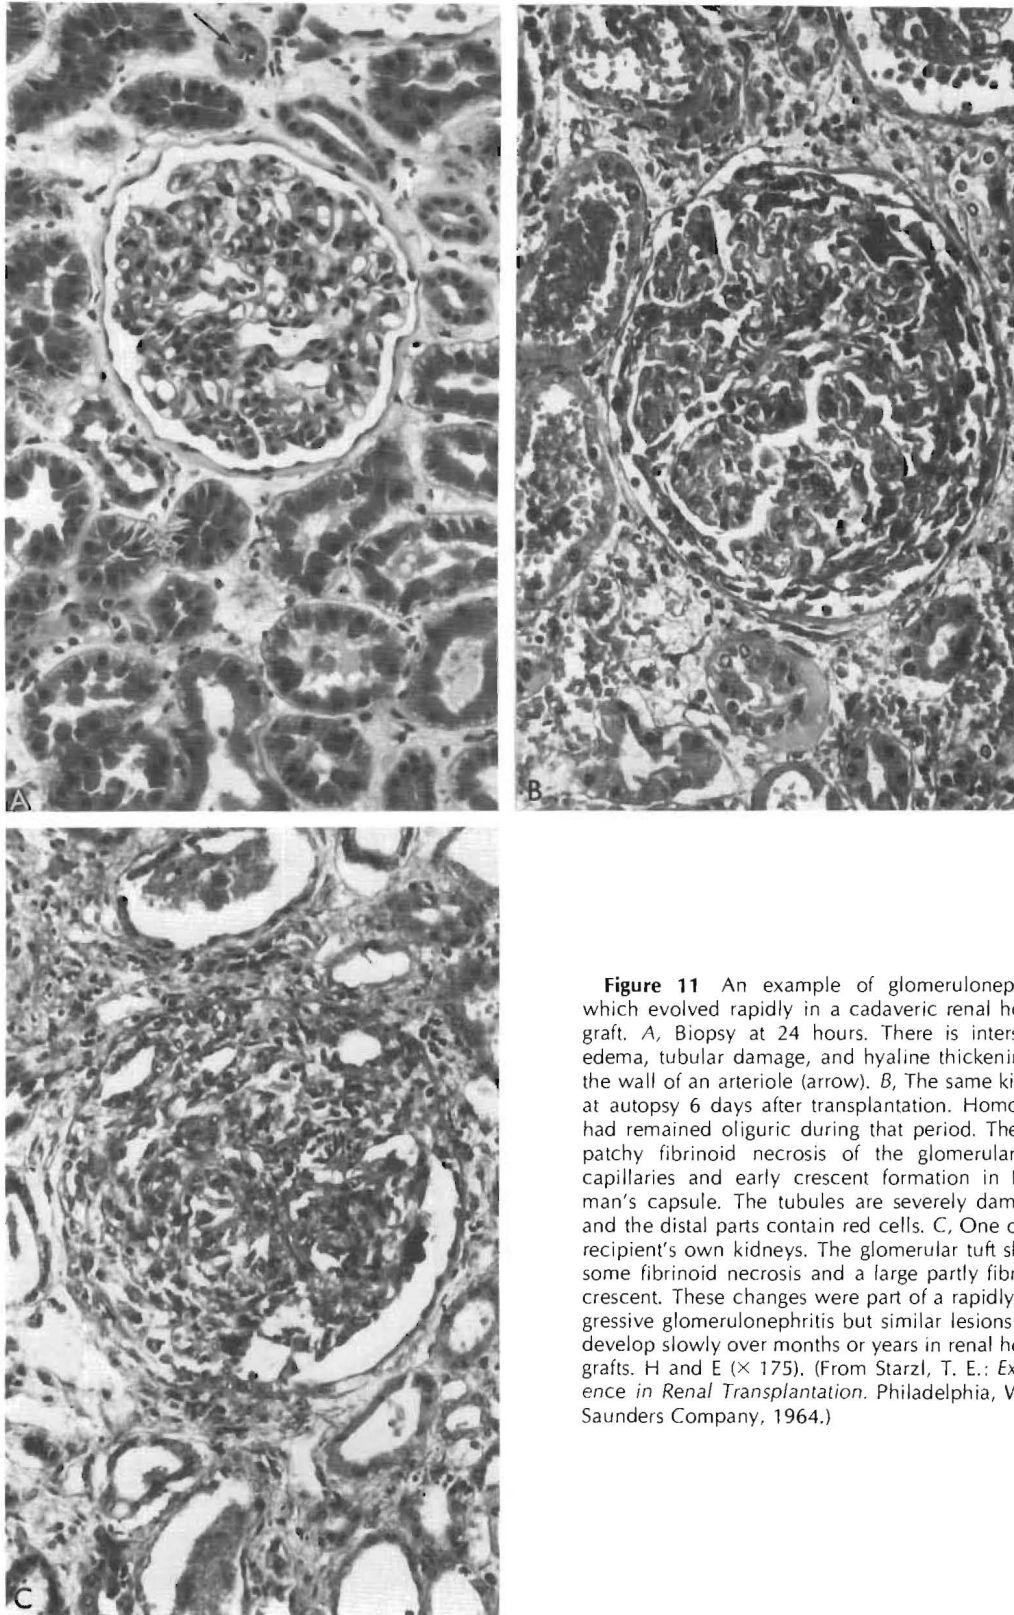 A
B
C
Figure 11 An example of glomerulonep
which evolved rapidly in a cadaveric renal ho
graft. A, Biopsy at 24 hours. There is inters
edema, tubular damage, and hyaline thickenin
the wall of an arteriole (arrow). B, The same ki
at autopsy 6 days after transplantation. Homo
had remained oliguric during that period. The
patchy fibrinoid necrosis of the glomerular
capillaries and early crescent formation in
man's capsule. The tubules are severely dam
and the distal parts contain red cells. C, One o
recipient's own kidneys. The glomerular tuft sh
some fibrinoid necrosis and a large partly fibr
crescent. These changes were part of a rapidly
gressive glomerulonephritis but similar lesions
develop slowly over months or years in renal ho
grafts. H and E (× 175). (From Starzl, T. E.: Ex
ence in Renal Transplantation. Philadelphia, W
Saunders Company, 1964.)